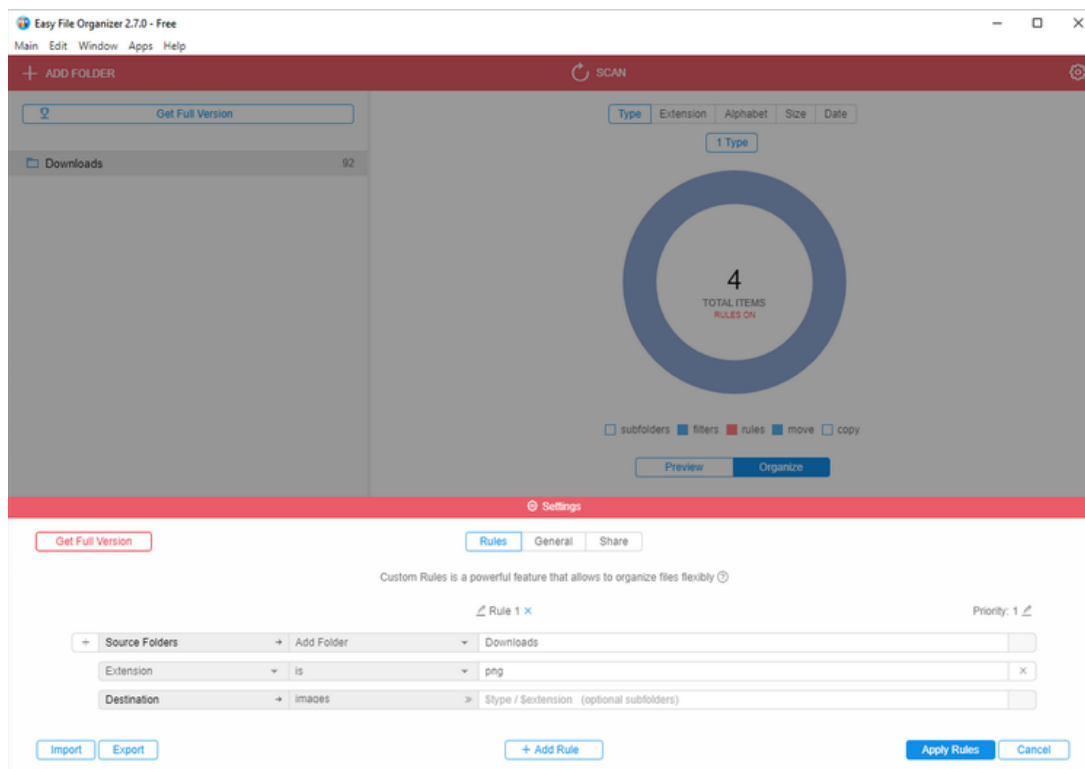 Easy File Organizer 2.7.0 - Free
Main Edit Window Apps Help
ADD FOLDER SCAN
Get Full Version
Type Extension Alphabet Size Date
1 Type
Downloads 92
4
TOTAL ITEMS
RULES ON
subfolders filters rules move copy
Preview Organize
Settings
Get Full Version Rules General Share
Custom Rules is a powerful feature that allows to organize files flexibly ?
Rule 1 × Priority: 1
+ Source Folders → Add Folder Downloads
Extension is png ×
Destination → images » $type / $extension (optional subfolders)
Import Export + Add Rule Apply Rules Cancel